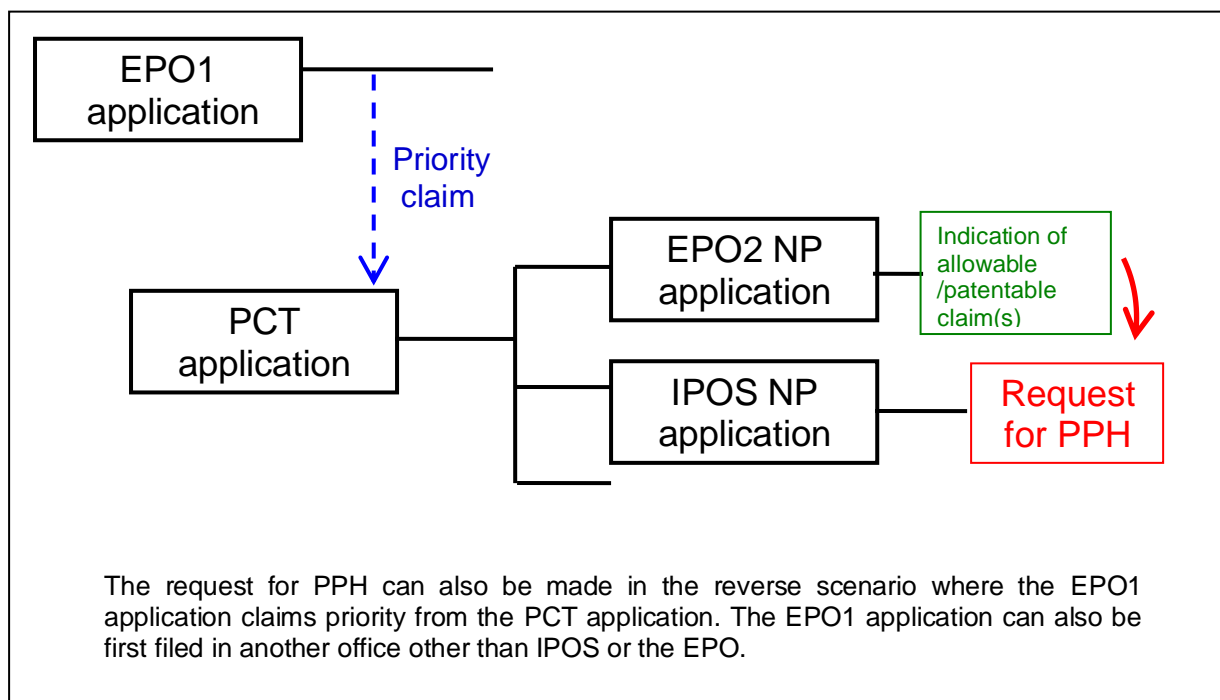 EPO1
application
Priority
claim
PCT
application
EPO2 NP
application
Indication of
allowable
/patentable
claim(s)
IPOS NP
application
Request
for PPH
The request for PPH can also be made in the reverse scenario where the EPO1
application claims priority from the PCT application. The EPO1 application can also be
first filed in another office other than IPOS or the EPO.